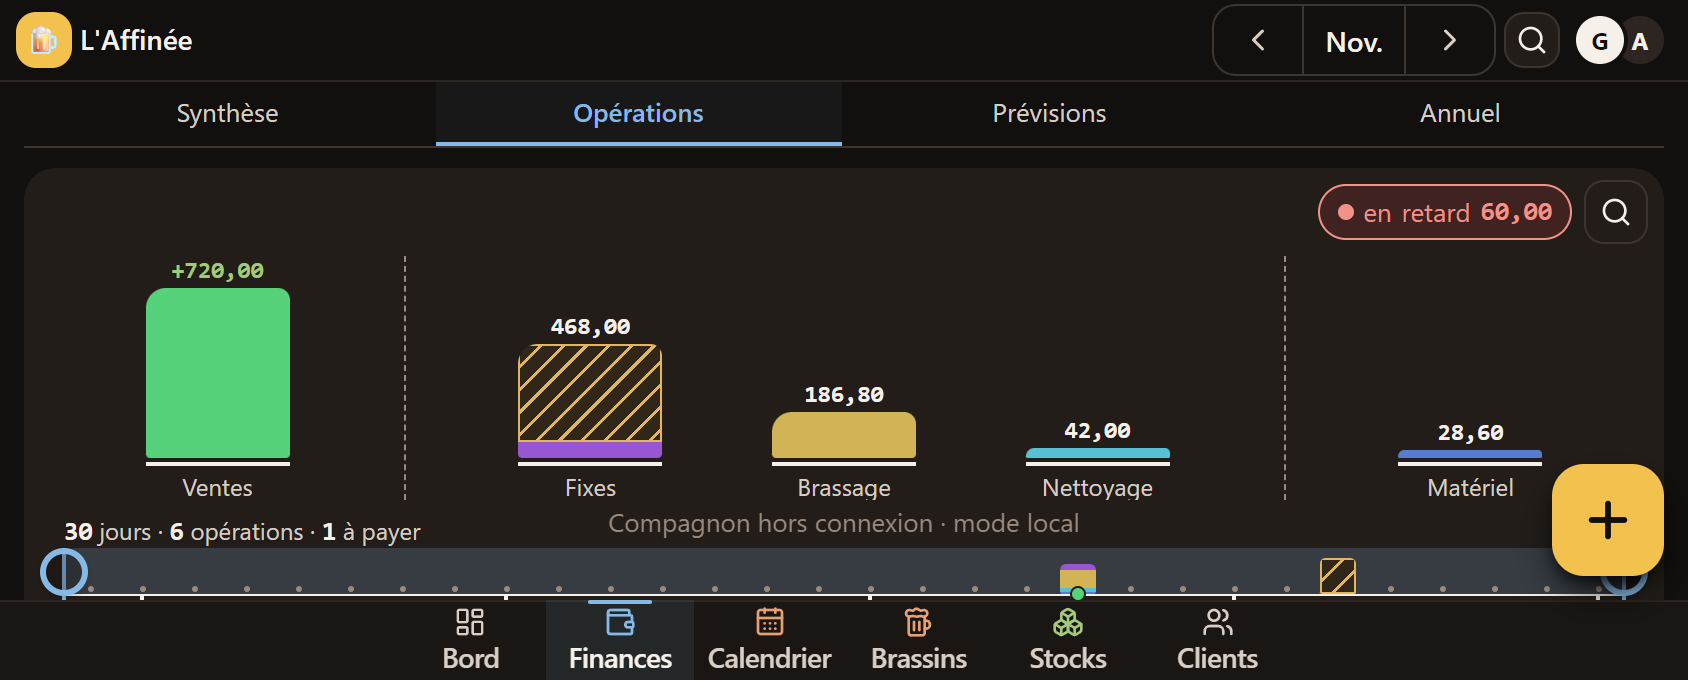 L'Affinée
Nov.
G A
Synthèse Opérations Prévisions Annuel
en retard 60,00
+720,00
468,00
186,80
42,00
28,60
Ventes Fixes Brassage Nettoyage Matériel
30 jours · 6 opérations · 1 à payer
Compagnon hors connexion · mode local
+
Bord Finances Calendrier Brassins Stocks Clients